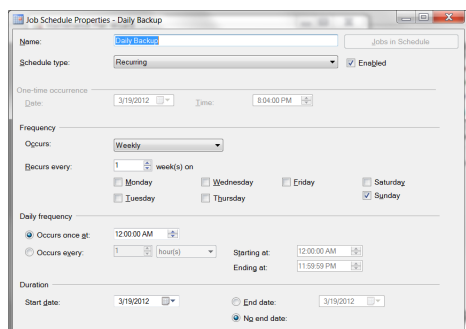 Job Schedule Properties - Daily Backup
Name: Daily Backup Jobs in Schedule
Schedule type: Recurring Enabled
One-time occurrence
Date: 3/19/2012 Time: 8:04:00 PM
Frequency
Occurs: Weekly
Recurs every: 1 week(s) on
Monday Wednesday Friday Saturday
Tuesday Thursday Sunday
Daily frequency
Occurs once at: 12:00:00 AM
Occurs every: 1 hour(s) Starting at: 12:00:00 AM
Ending at: 11:59:59 PM
Duration
Start date: 3/19/2012 End date: 3/19/2012
No end date: